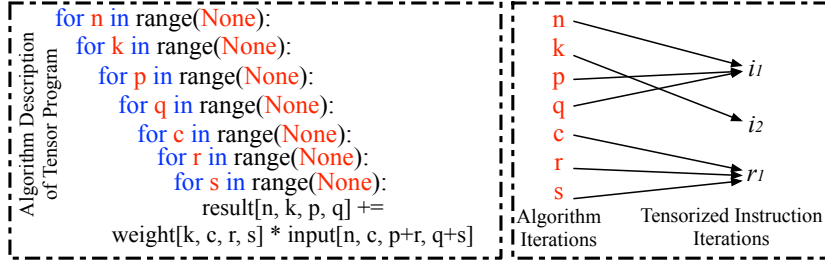 Algorithm Description
of Tensor Program
for n in range(None):
for k in range(None):
for p in range(None):
for q in range(None):
for c in range(None):
for r in range(None):
for s in range(None):
result[n, k, p, q] +=
weight[k, c, r, s] * input[n, c, p+r, q+s]
n
k
p
q
c
r
s
i1
i2
r1
Algorithm
Iterations
Tensorized Instruction
Iterations